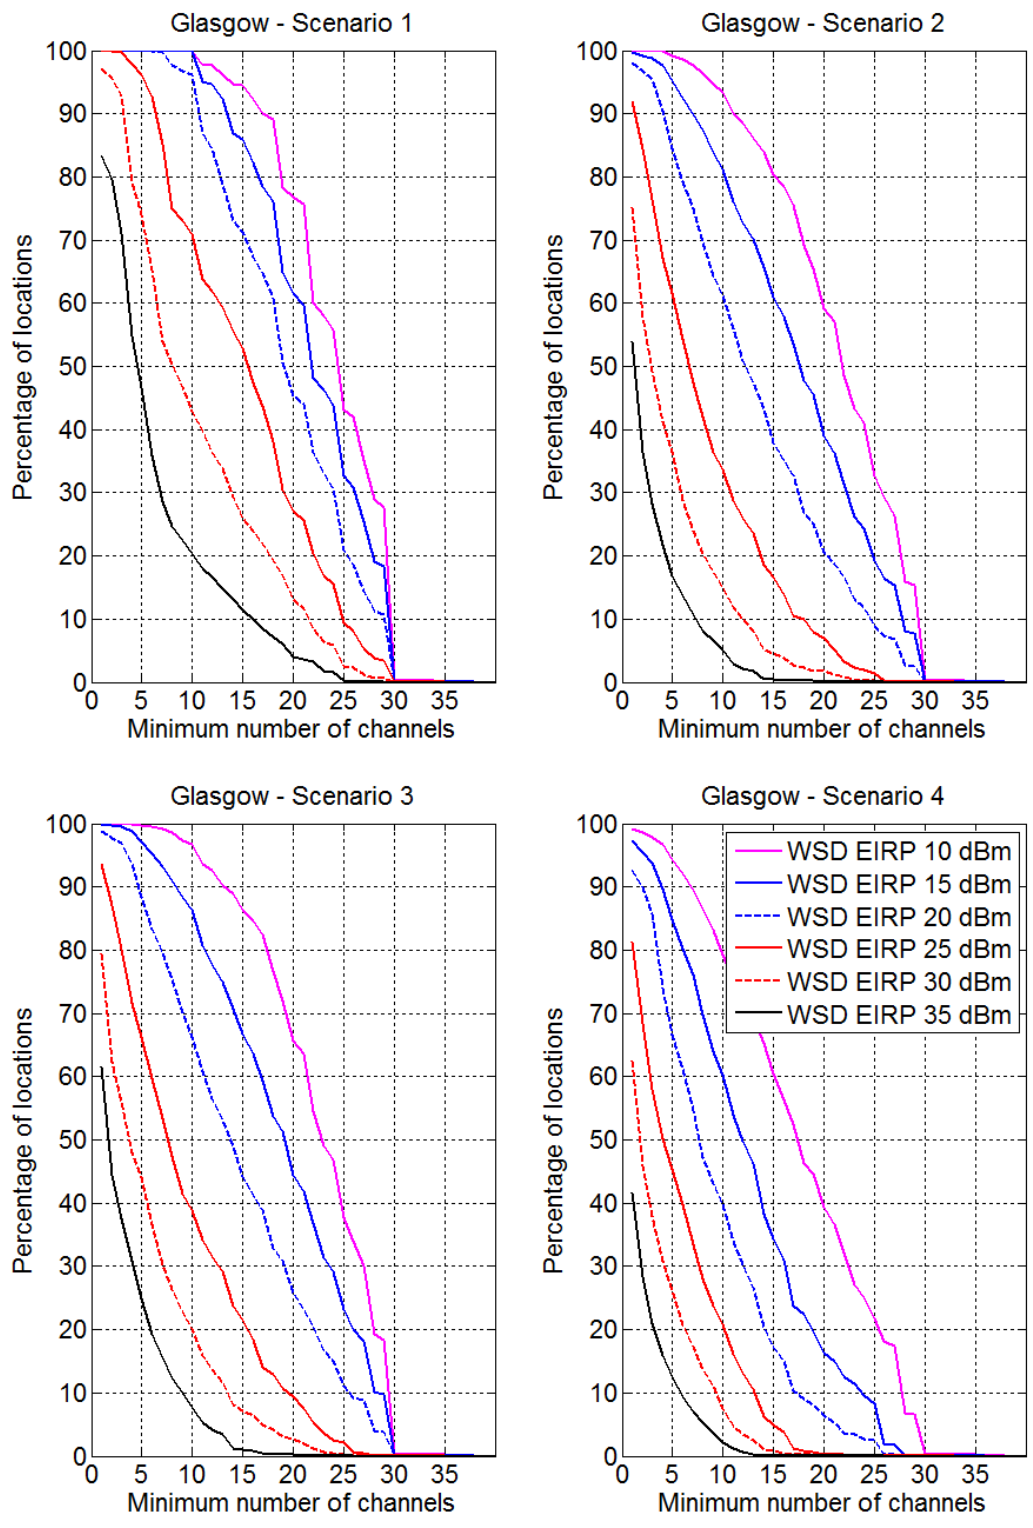 Glasgow - Scenario 1
100
90
80
70
60
50
40
30
20
10
0
Percentage of locations
0 5 10 15 20 25 30 35
Minimum number of channels
Glasgow - Scenario 2
100
90
80
70
60
50
40
30
20
10
0
Percentage of locations
0 5 10 15 20 25 30 35
Minimum number of channels
Glasgow - Scenario 3
100
90
80
70
60
50
40
30
20
10
0
Percentage of locations
0 5 10 15 20 25 30 35
Minimum number of channels
Glasgow - Scenario 4
100
90
80
70
60
50
40
30
20
10
0
Percentage of locations
WSD EIRP 10 dBm
WSD EIRP 15 dBm
WSD EIRP 20 dBm
WSD EIRP 25 dBm
WSD EIRP 30 dBm
WSD EIRP 35 dBm
0 5 10 15 20 25 30 35
Minimum number of channels